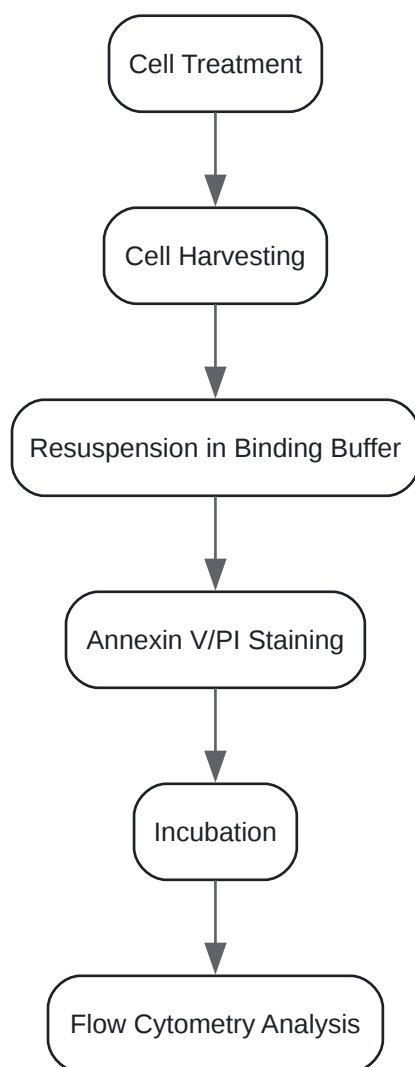 Cell Treatment
Cell Harvesting
Resuspension in Binding Buffer
Annexin V/PI Staining
Incubation
Flow Cytometry Analysis